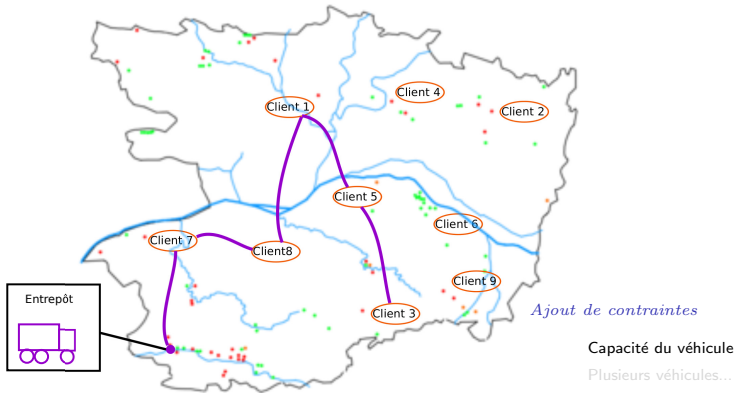 Client 4
Client 1
Client 2
Client 5
Client 6
Client 7
Client8
Client 9
Entrepôt
Client 3
Ajout de contraintes
Capacité du véhicule
Plusieurs véhicules...